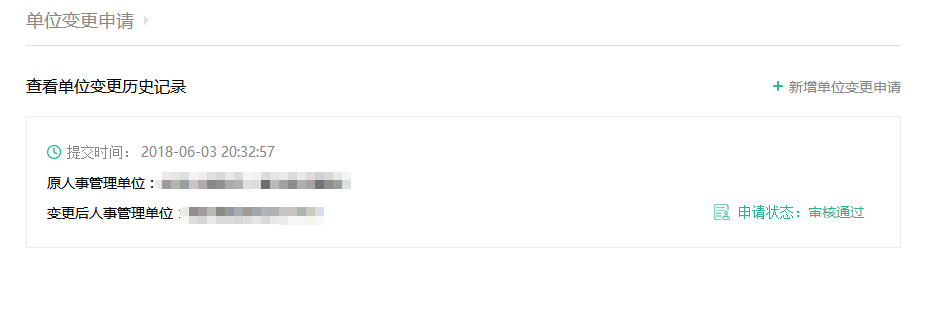 单位变更申请
查看单位变更历史记录
+ 新增单位变更申请
提交时间： 2018-06-03 20:32:57
原人事管理单位：
变更后人事管理单位：
申请状态：审核通过